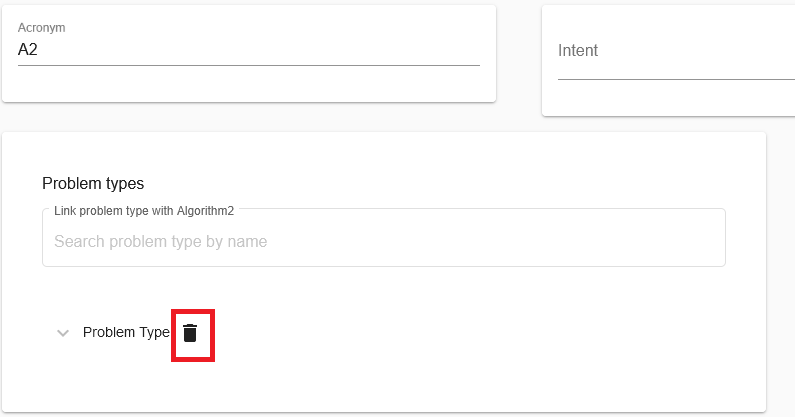 Acronym
A2
Intent
Problem types
Link problem type with Algorithm2
Search problem type by name
Problem Type